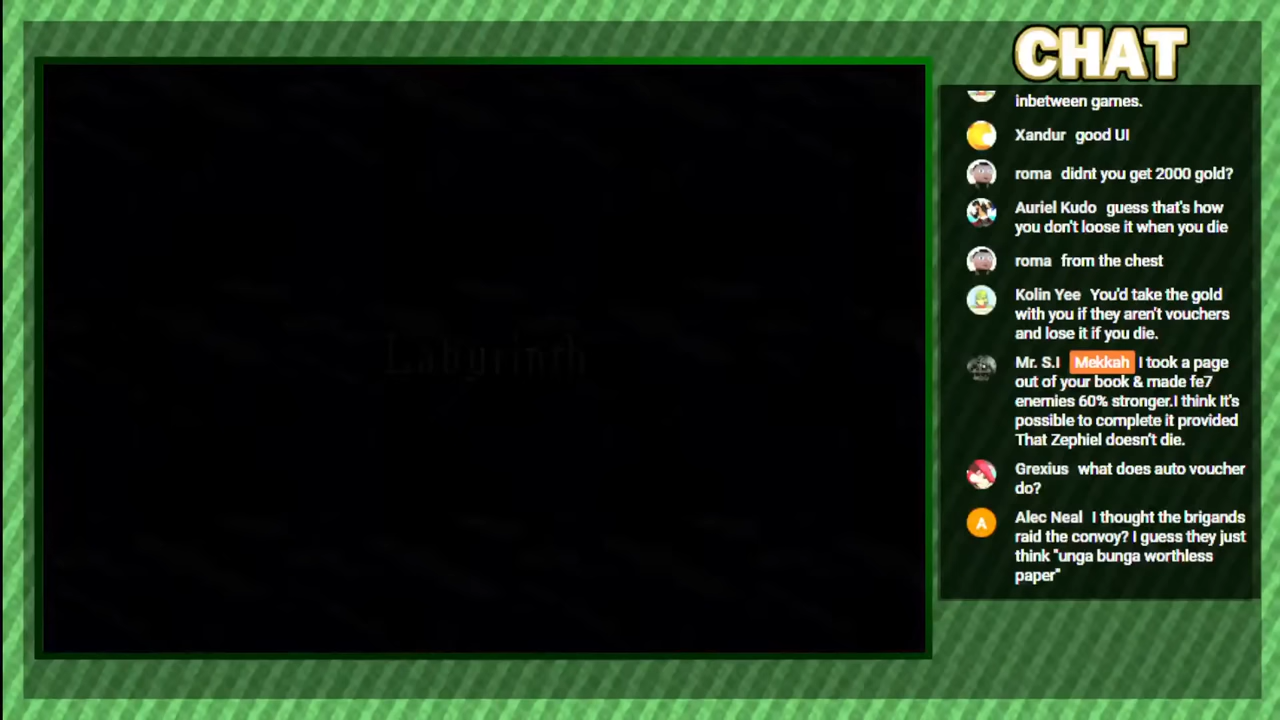 CHAT
inbetween games.
Xandur good UI
roma didnt you get 2000 gold?
Auriel Kudo guess that's how
you don't loose it when you die
roma from the chest
Kolin Yee You'd take the gold
with you if they aren't vouchers
and lose it if you die.
Mr. S.I Mekkah I took a page
out of your book & made fe7
enemies 60% stronger.I think It's
possible to complete it provided
That Zephiel doesn't die.
Grexius what does auto voucher
do?
A
Alec Neal I thought the brigands
raid the convoy? I guess they just
think "unga bunga worthless
paper"
Labyrinth